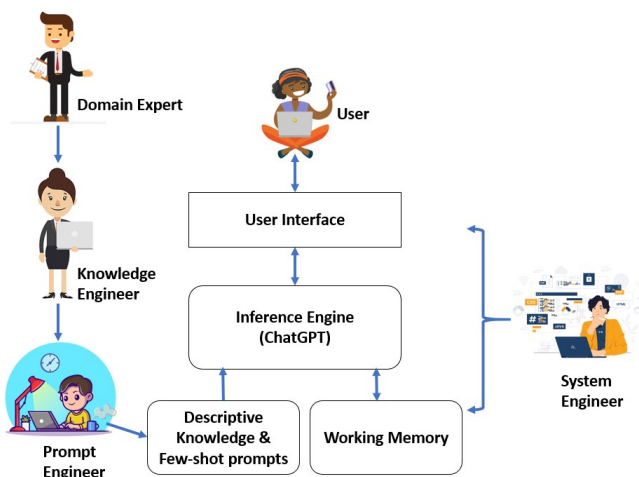 Domain Expert
User
User Interface
Knowledge
Engineer
Inference Engine
(ChatGPT)
System
Engineer
Descriptive
Knowledge &
Few-shot prompts
Working Memory
Prompt
Engineer